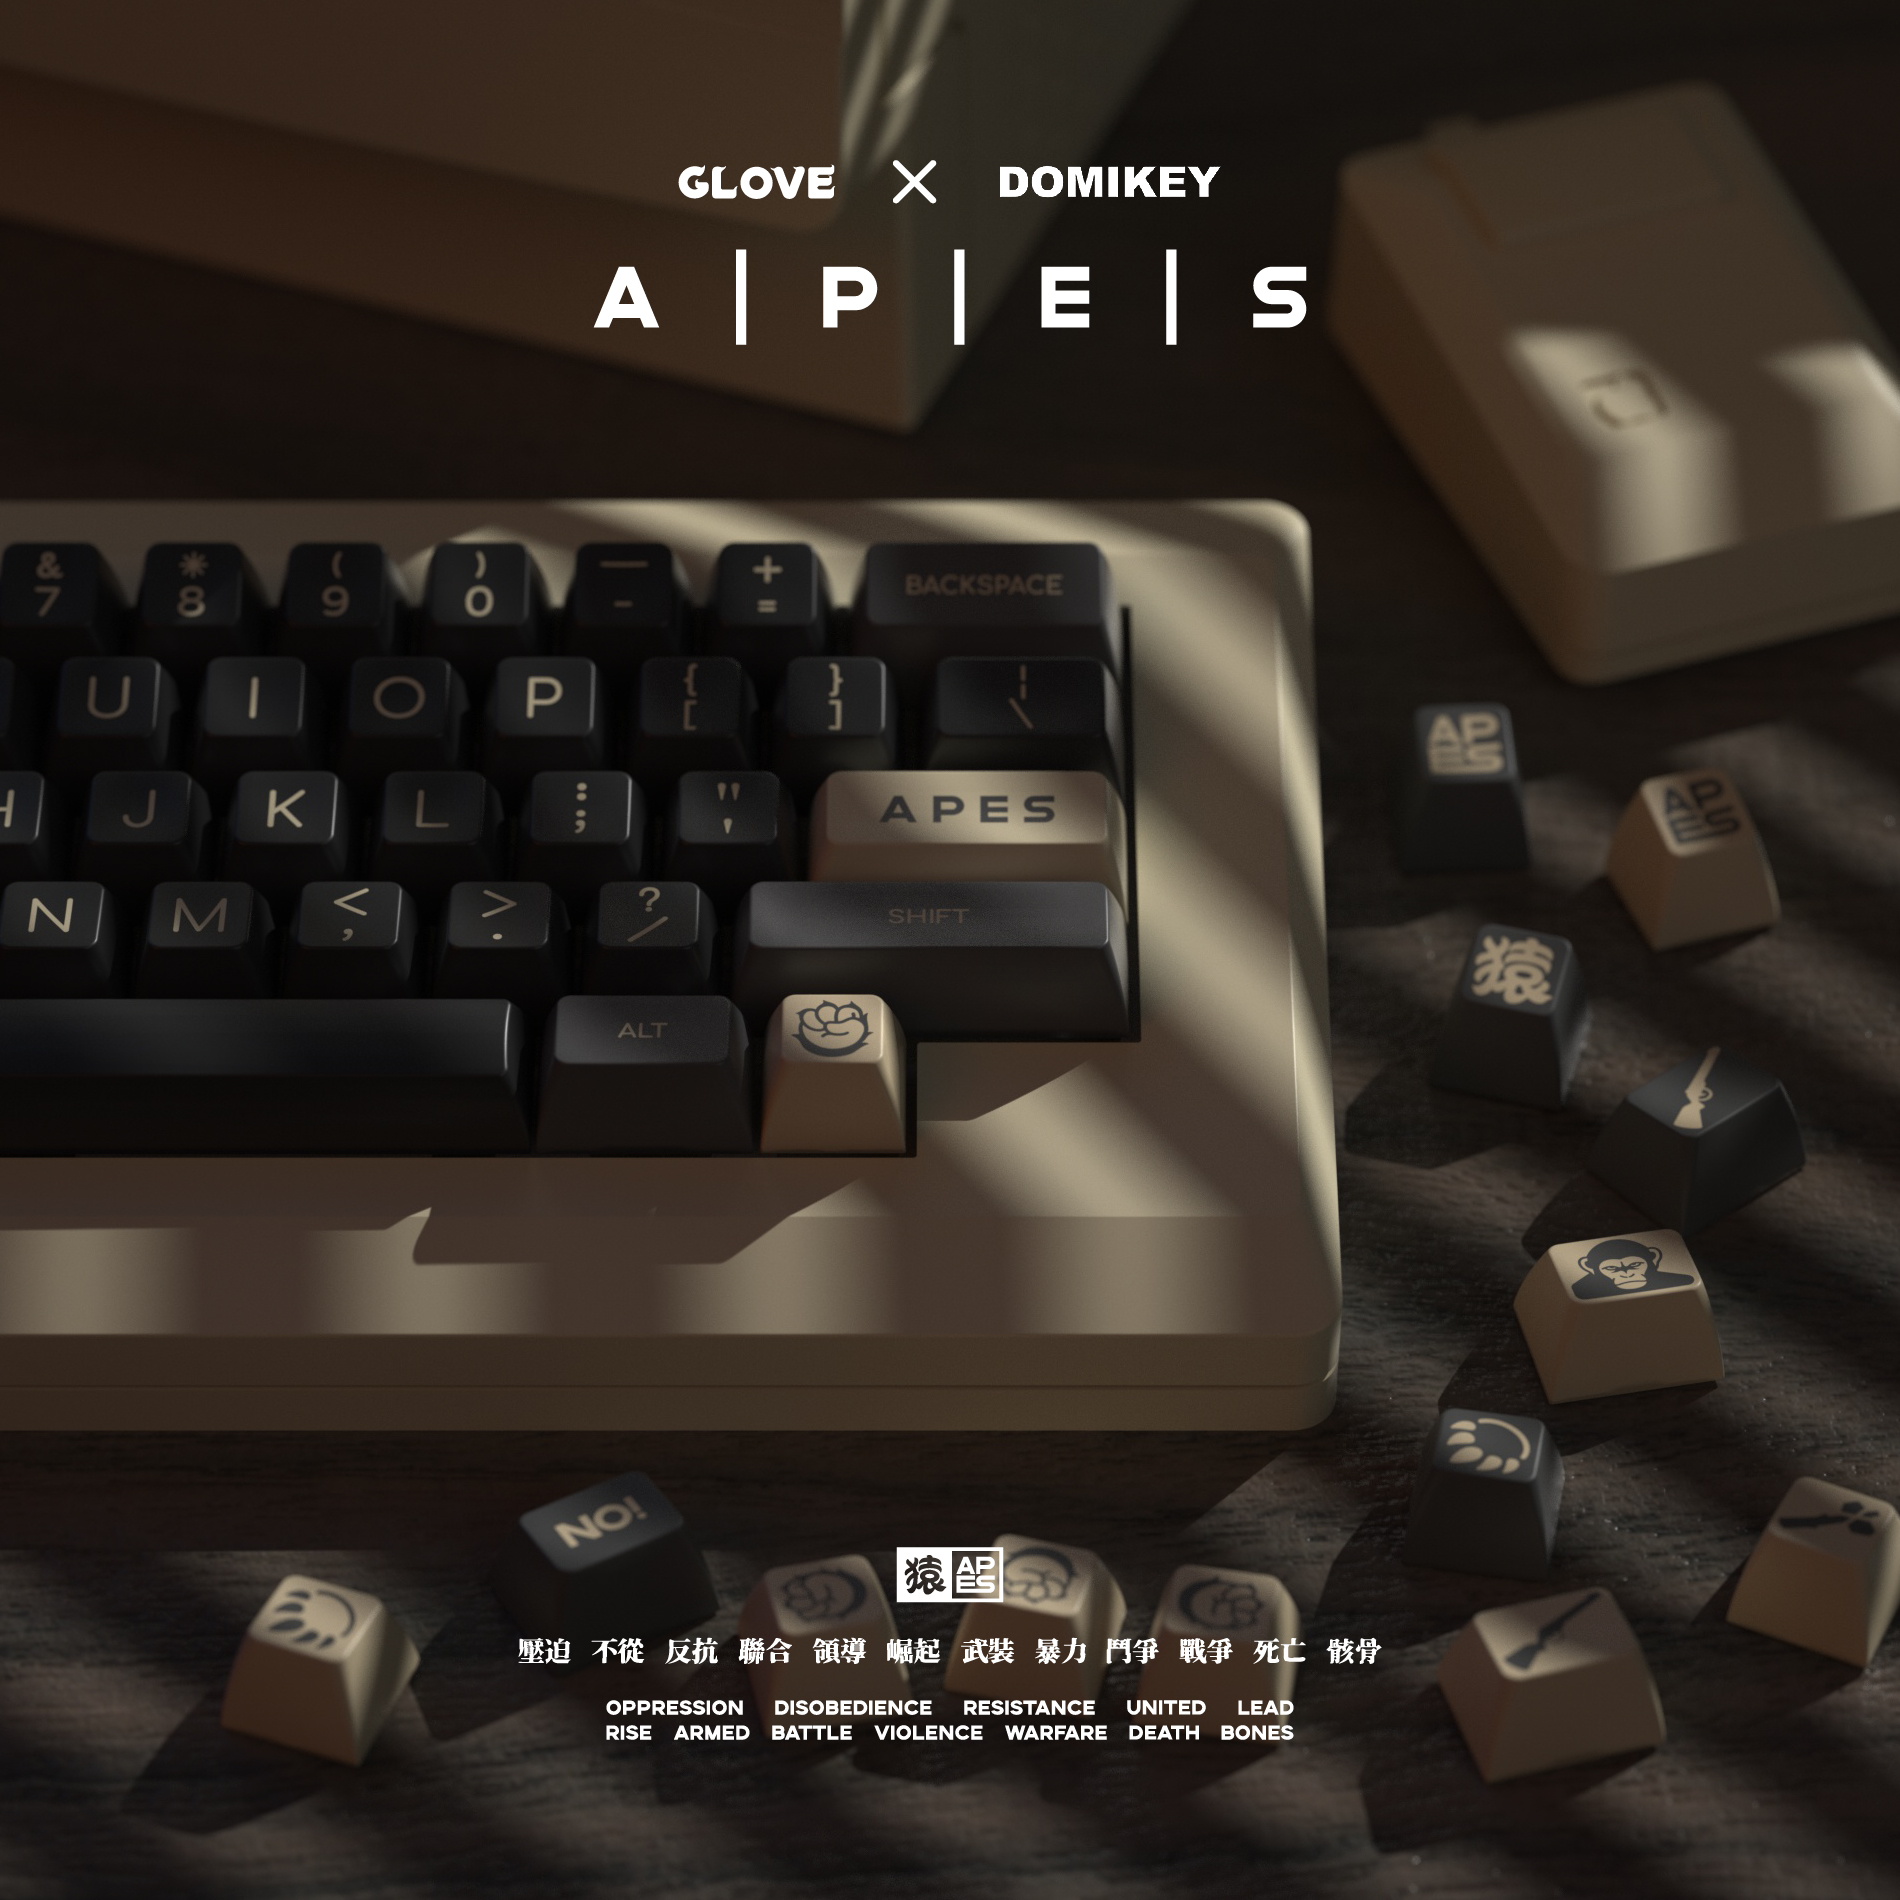 GLOVE × DOMIKEY
A | P | E | S
& 7 * 8 ( 9 ) 0 — - + = BACKSPACE
U I O P { [ } ] ¦ \
H J K L : ; " ' APES
N M < , > . ? / SHIFT
ALT
AP
ES
AP
ES
猿
NO!
猿 AP
ES
壓迫 不從 反抗 聯合 領導 崛起 武裝 暴力 鬥爭 戰爭 死亡 骸骨
OPPRESSION DISOBEDIENCE RESISTANCE UNITED LEAD
RISE ARMED BATTLE VIOLENCE WARFARE DEATH BONES